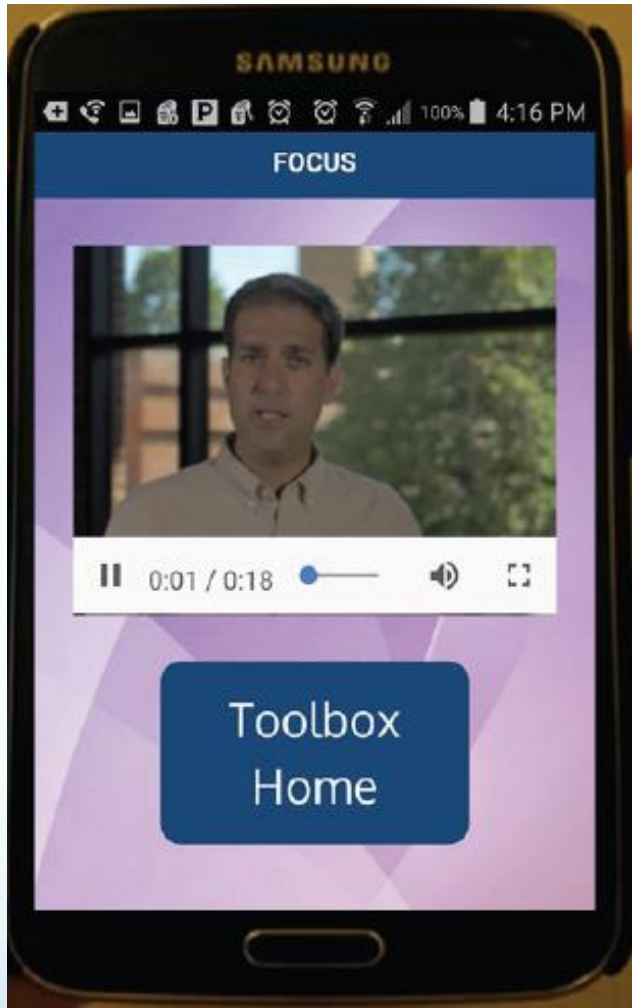 SAMSUNG
P 100% 4:16 PM
FOCUS
0:01 / 0:18
Toolbox
Home